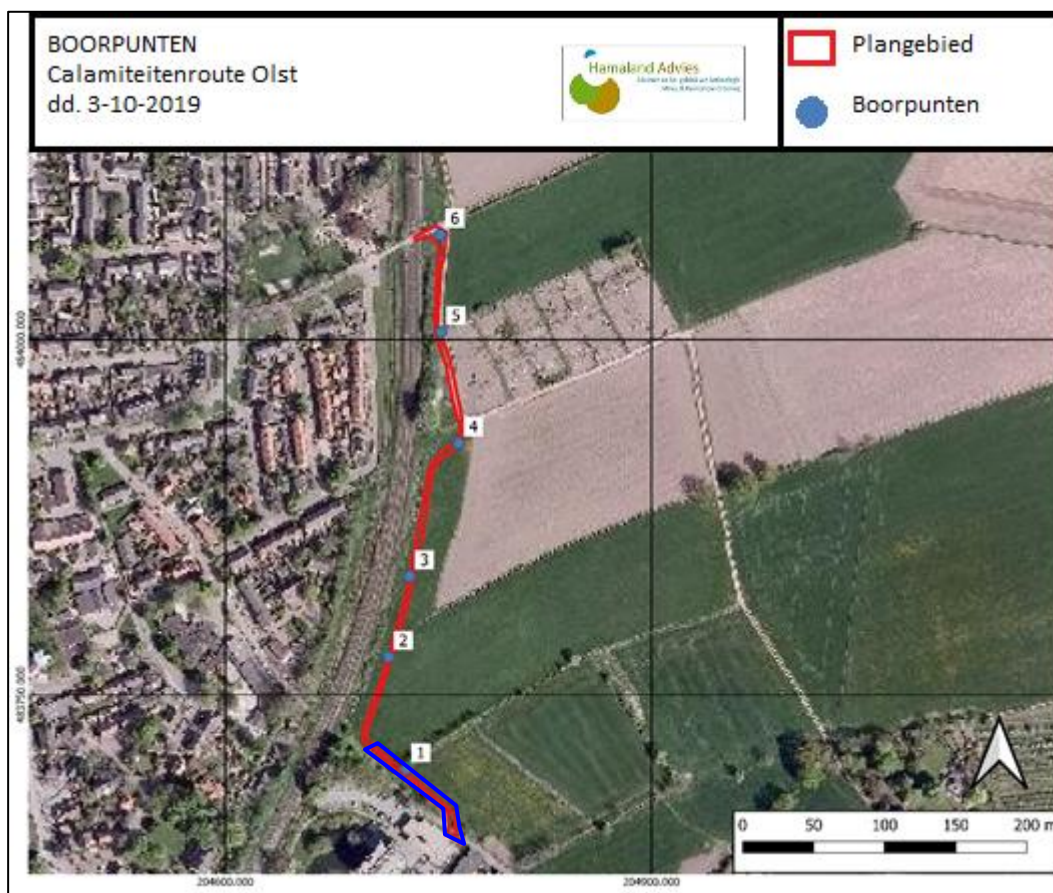 BOORPUNTEN
Calamiteitenroute Olst
dd. 3-10-2019
Hamaland Advies
Plangebied
Boorpunten
6
5
484000.000
4
3
2
483750.000
1
0 50 100 150 200 m
204600.000 204900.000